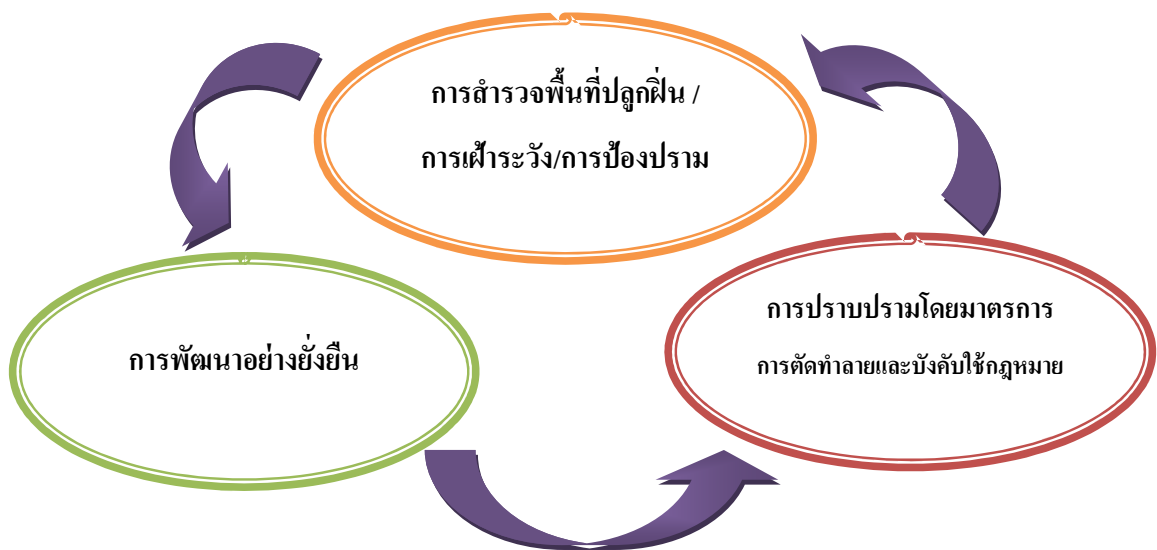 การสำรวจพื้นที่ปลูกฝิ่น /
การเฝ้าระวัง/การป้องปราม
การพัฒนาอย่างยั่งยืน
การปราบปรามโดยมาตรการ
การตัดทำลายและบังคับใช้กฎหมาย